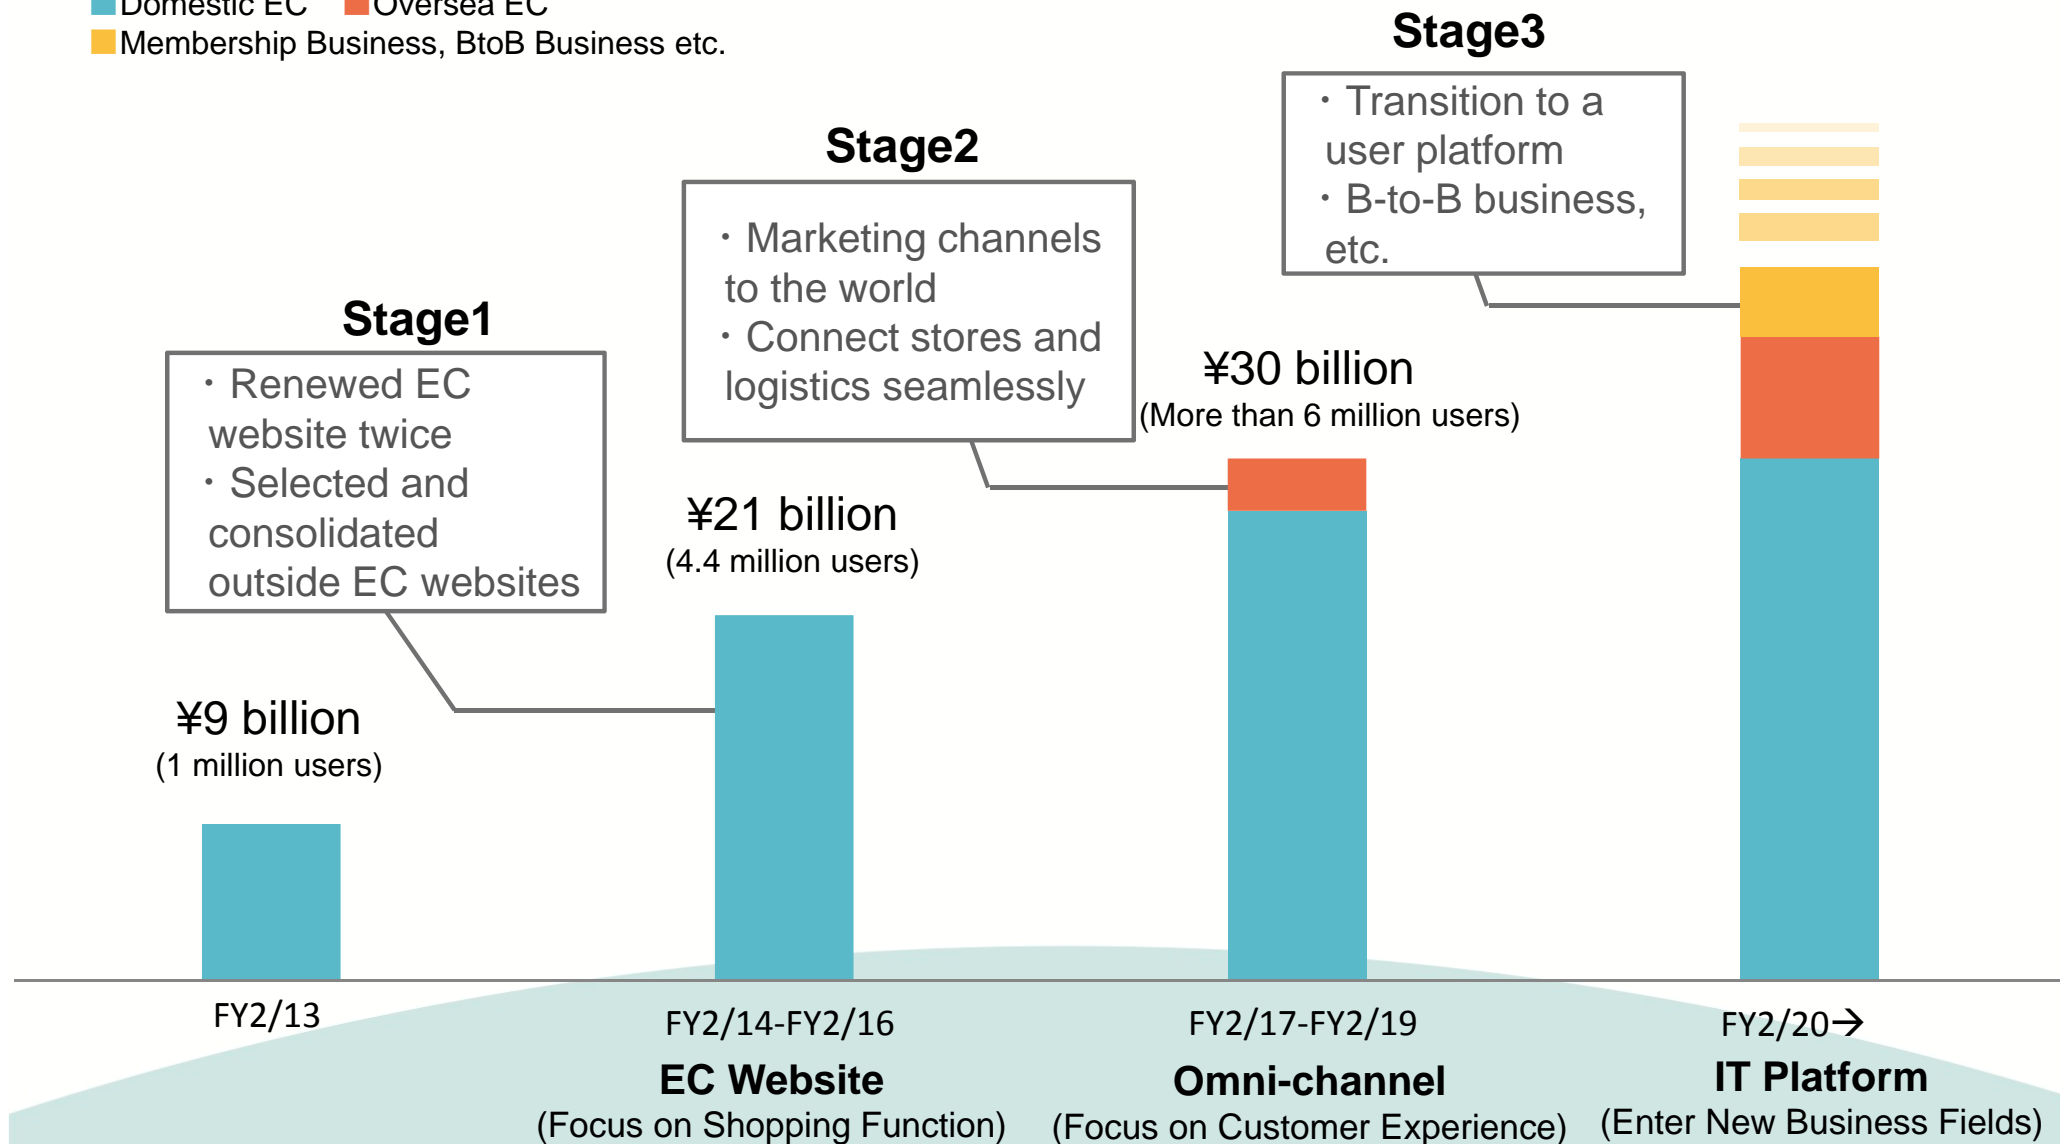 Domestic EC Oversea EC
Membership Business, BtoB Business etc.
Stage3
・Transition to a
user platform
・B-to-B business,
etc.
Stage2
・Marketing channels
to the world
・Connect stores and
logistics seamlessly
Stage1
・Renewed EC
website twice
・Selected and
consolidated
outside EC websites
¥30 billion
(More than 6 million users)
¥21 billion
(4.4 million users)
¥9 billion
(1 million users)
FY2/13
FY2/14-FY2/16
FY2/17-FY2/19
FY2/20→
EC Website
(Focus on Shopping Function)
Omni-channel
(Focus on Customer Experience)
IT Platform
(Enter New Business Fields)